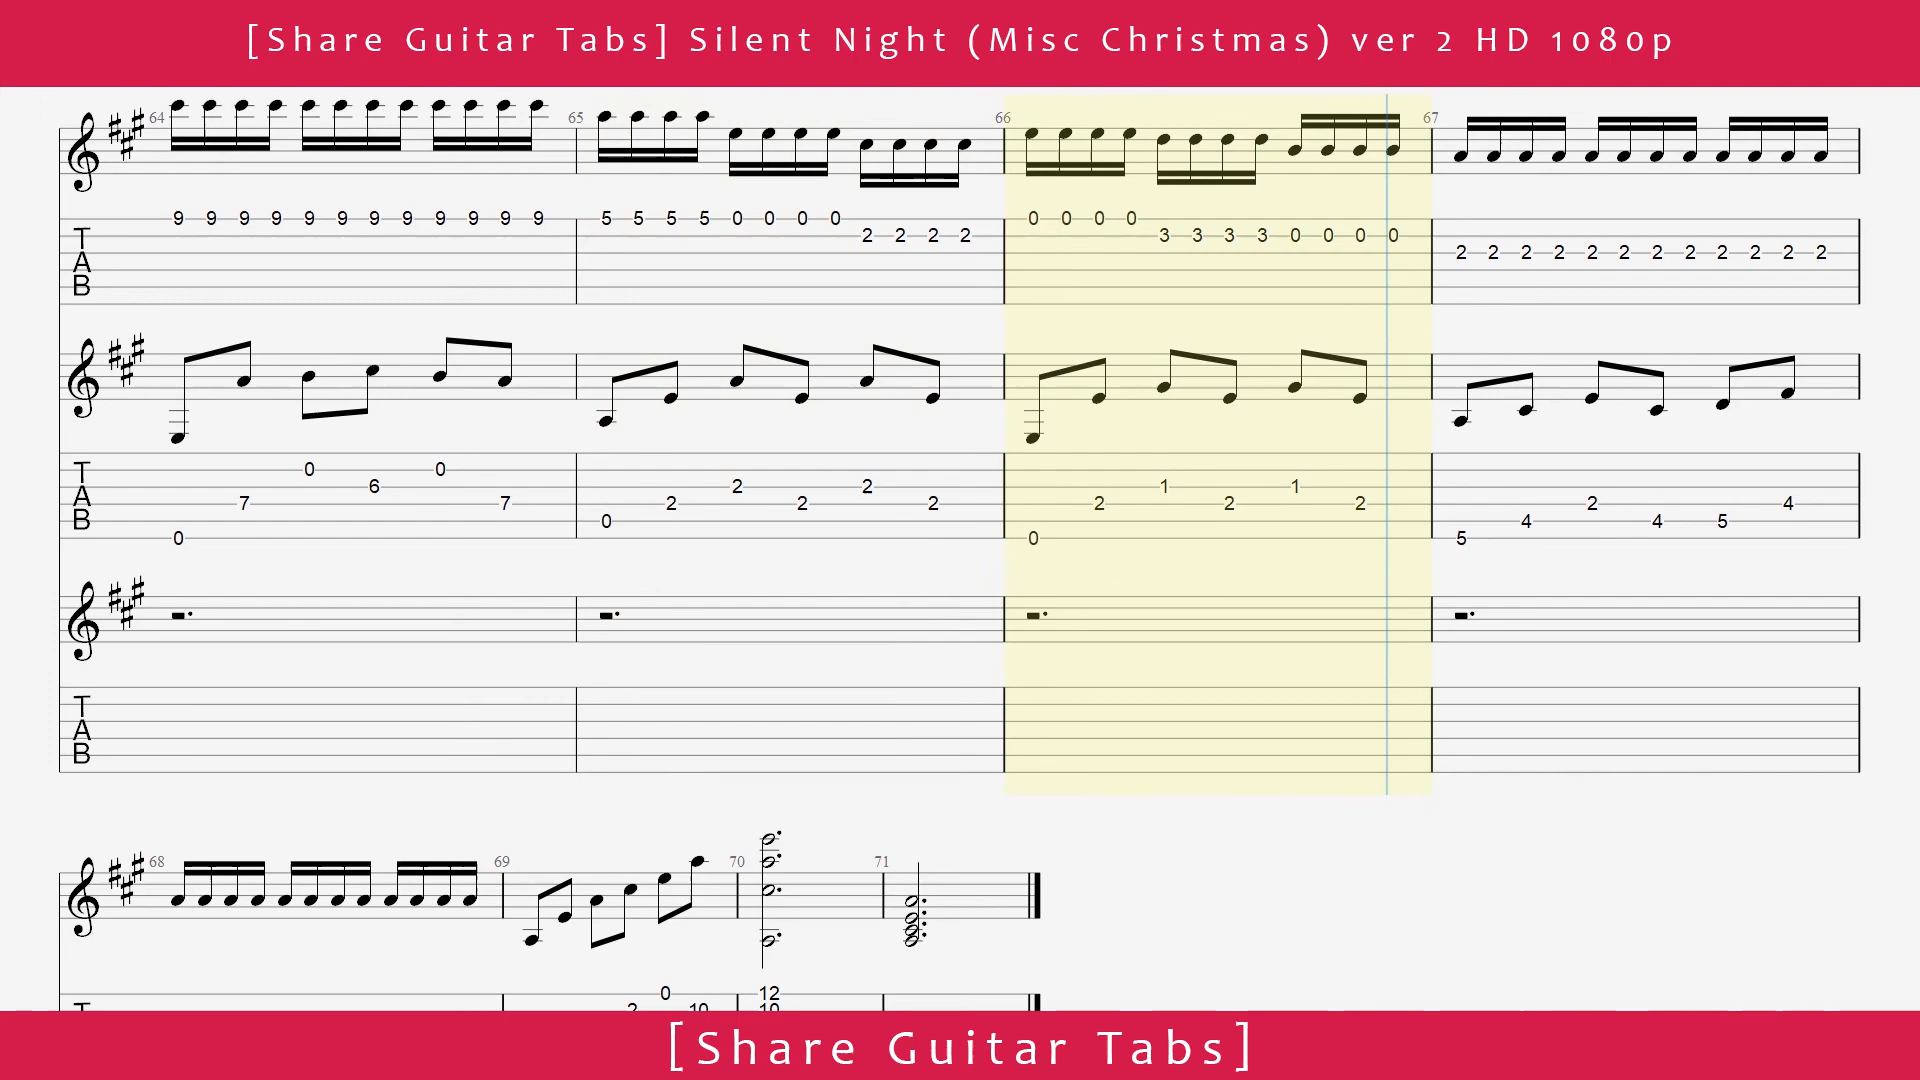 [Share Guitar Tabs] Silent Night (Misc Christmas) ver 2 HD 1080p
64 65 66 67
9 9 9 9 9 9 9 9 9 9 9 9 5 5 5 5 0 0 0 0 0 0 0 0
T 2 2 2 2 3 3 3 3 0 0 0 0
A 2 2 2 2 2 2 2 2 2 2 2 2
B
T 0 0
A 6 2 2 1 1
7 7 2 2 2 2 2 2 2 4
B 0 4 4 5
0 0 5
T
A
B
68 69 70 71
0 12
T 2 10 10
[Share Guitar Tabs]